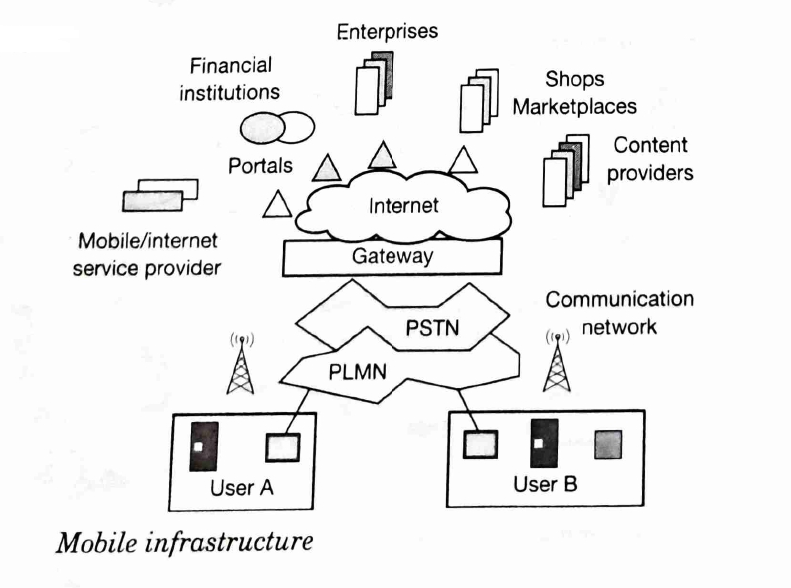 Enterprises
Financial
institutions
Shops
Marketplaces
Portals
Content
providers
Internet
Mobile/internet
service provider
Gateway
Communication
network
PSTN
PLMN
User A
User B
Mobile infrastructure